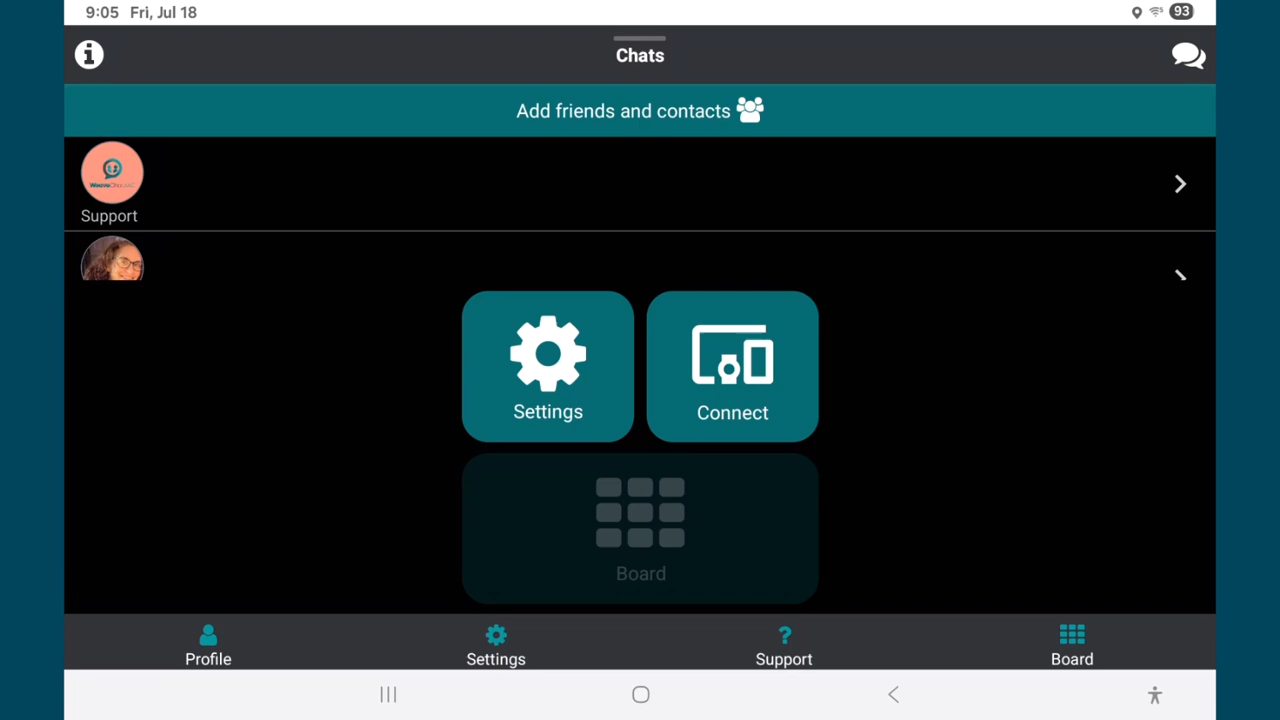 9:05 Fri, Jul 18
93
Chats
Add friends and contacts
Support
Settings
Connect
Board
Profile
Settings
Support
Board